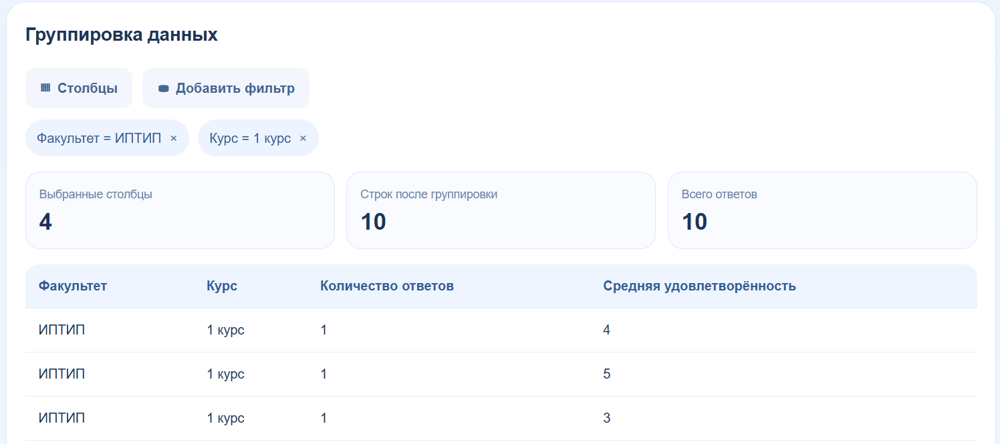 Группировка данных
Столбцы Добавить фильтр
Факультет = ИПТИП × Курс = 1 курс ×
Выбранные столбцы Строк после группировки Всего ответов
4 10 10
Факультет Курс Количество ответов Средняя удовлетворённость
ИПТИП 1 курс 1 4
ИПТИП 1 курс 1 5
ИПТИП 1 курс 1 3